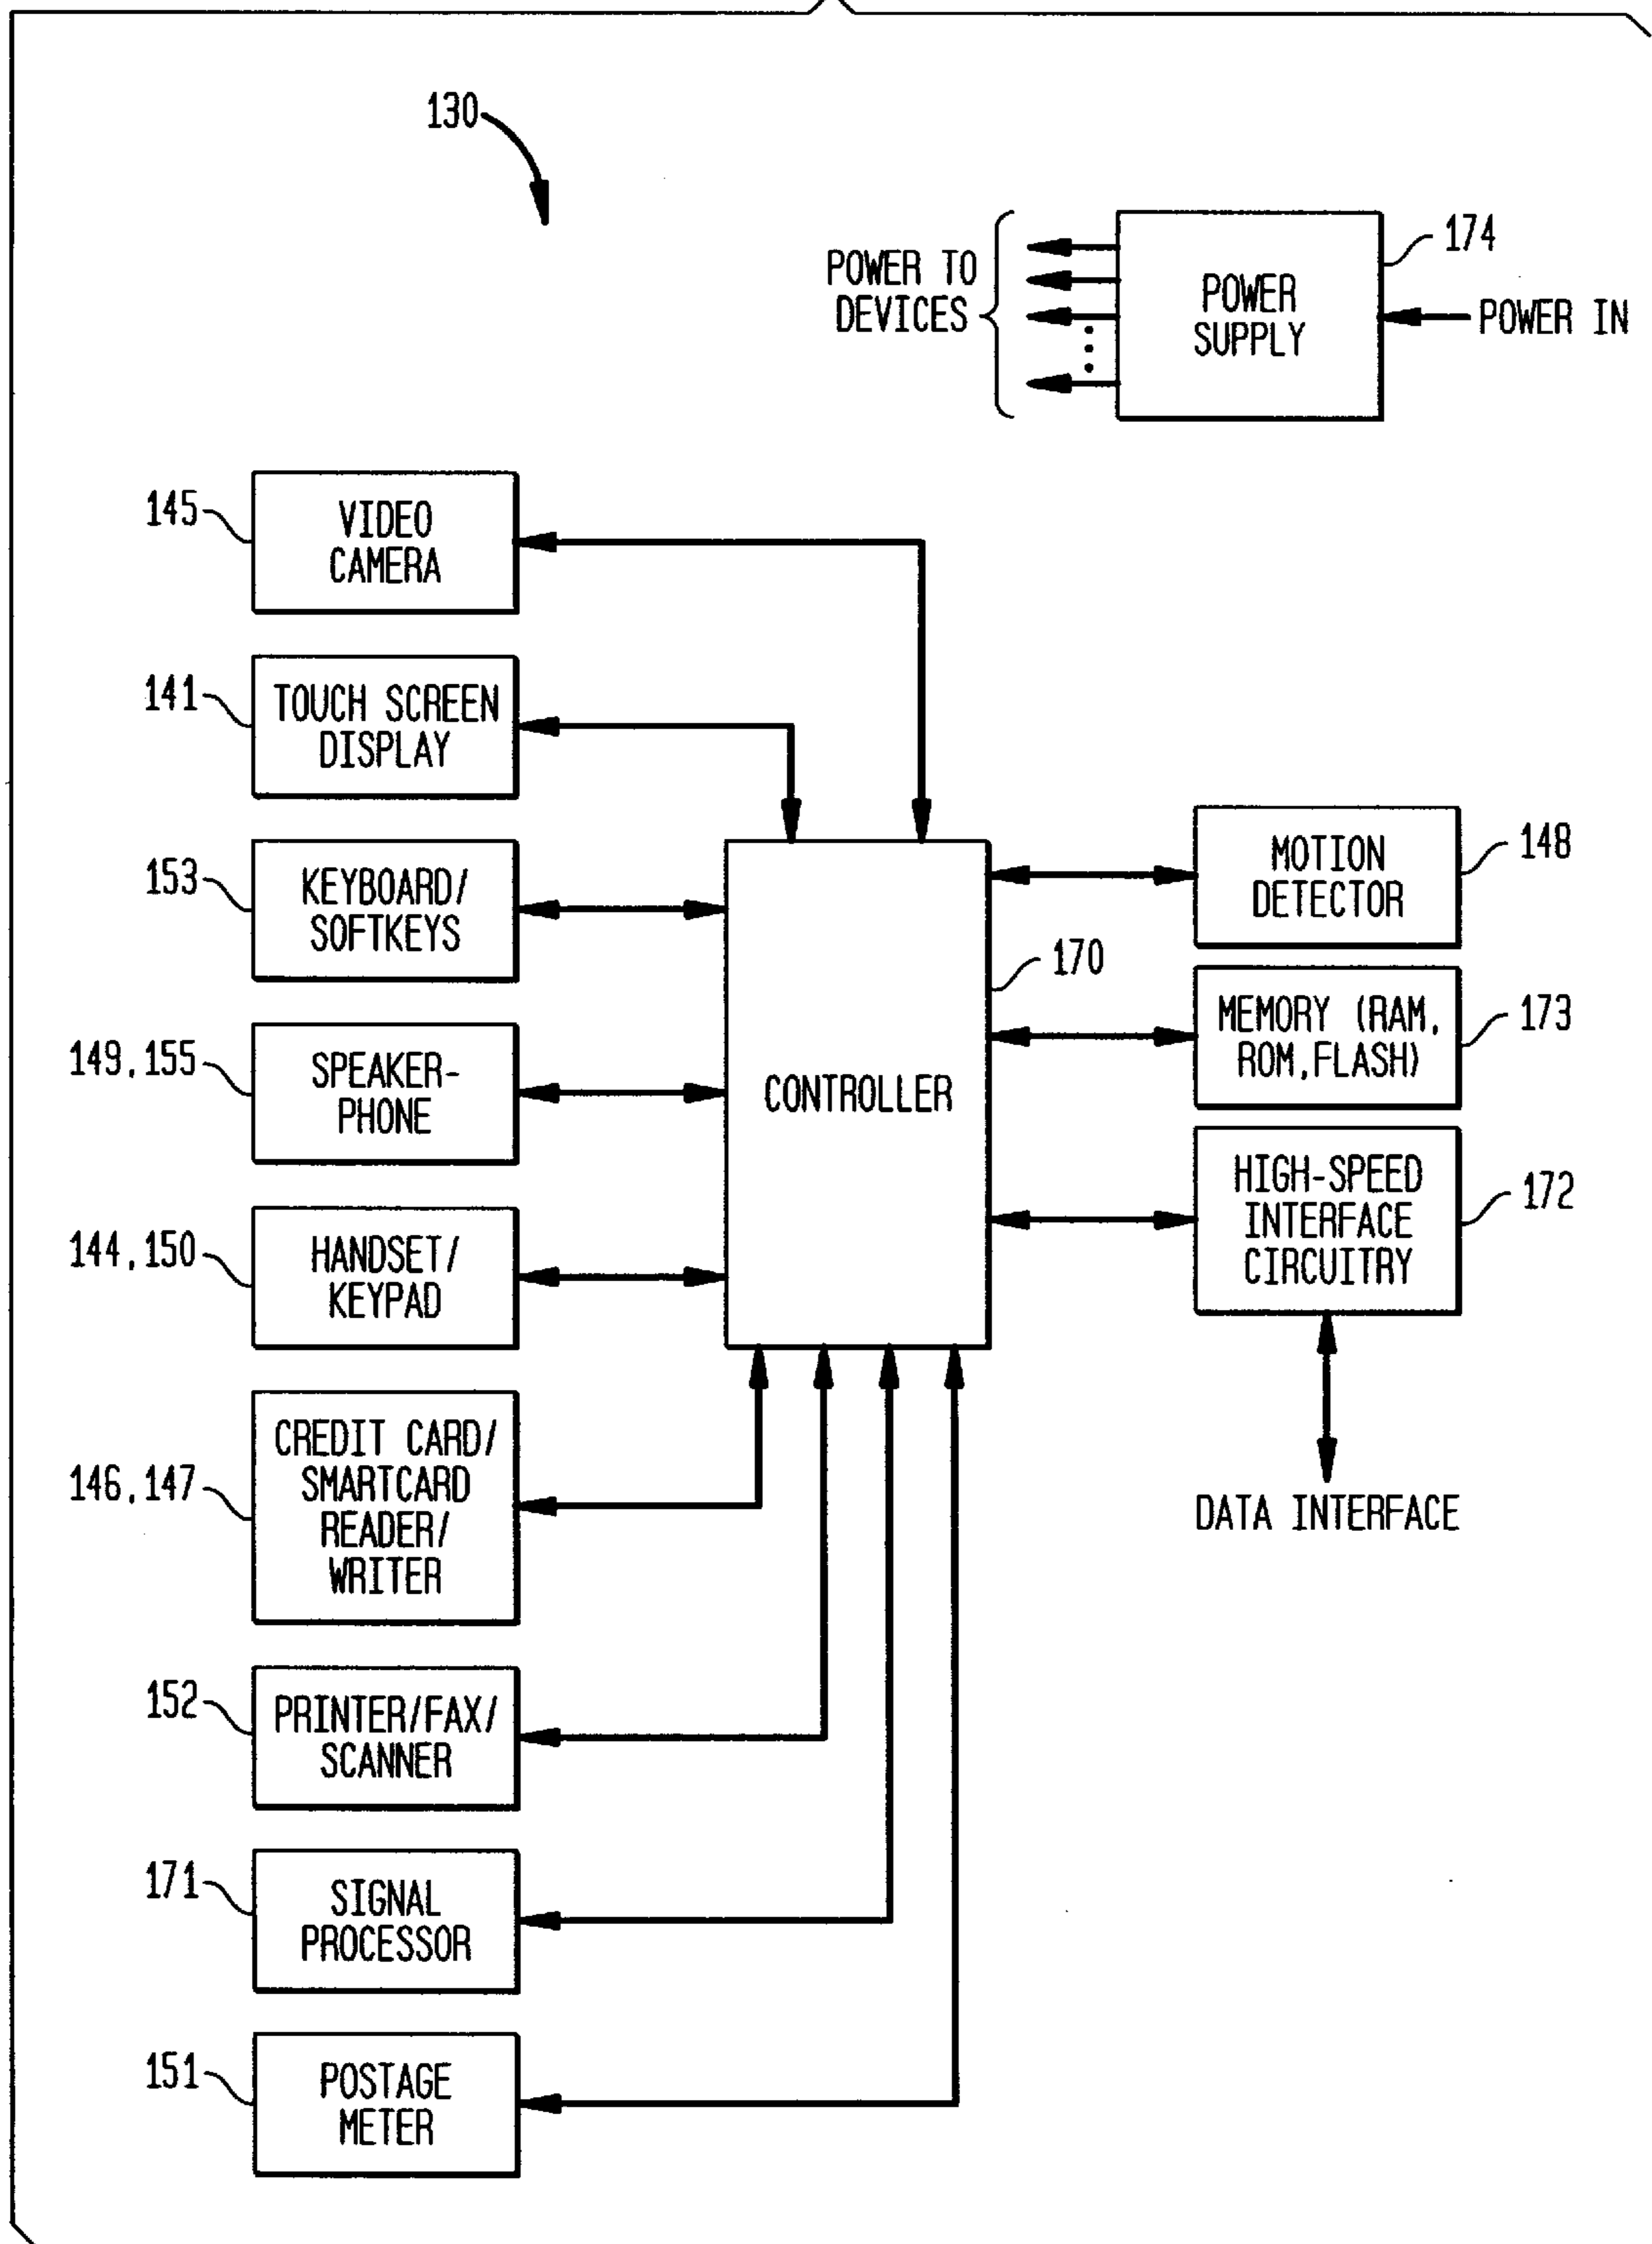 130
POWER TO
DEVICES
POWER
SUPPLY
174
POWER IN
145
VIDEO
CAMERA
141
TOUCH SCREEN
DISPLAY
153
KEYBOARD/
SOFTKEYS
149,155
SPEAKER-
PHONE
144,150
HANDSET/
KEYPAD
146,147
CREDIT CARD/
SMARTCARD
READER/
WRITER
152
PRINTER/FAX/
SCANNER
171
SIGNAL
PROCESSOR
151
POSTAGE
METER
CONTROLLER
170
MOTION
DETECTOR
148
MEMORY (RAM,
ROM,FLASH)
173
HIGH-SPEED
INTERFACE
CIRCUITRY
172
DATA INTERFACE